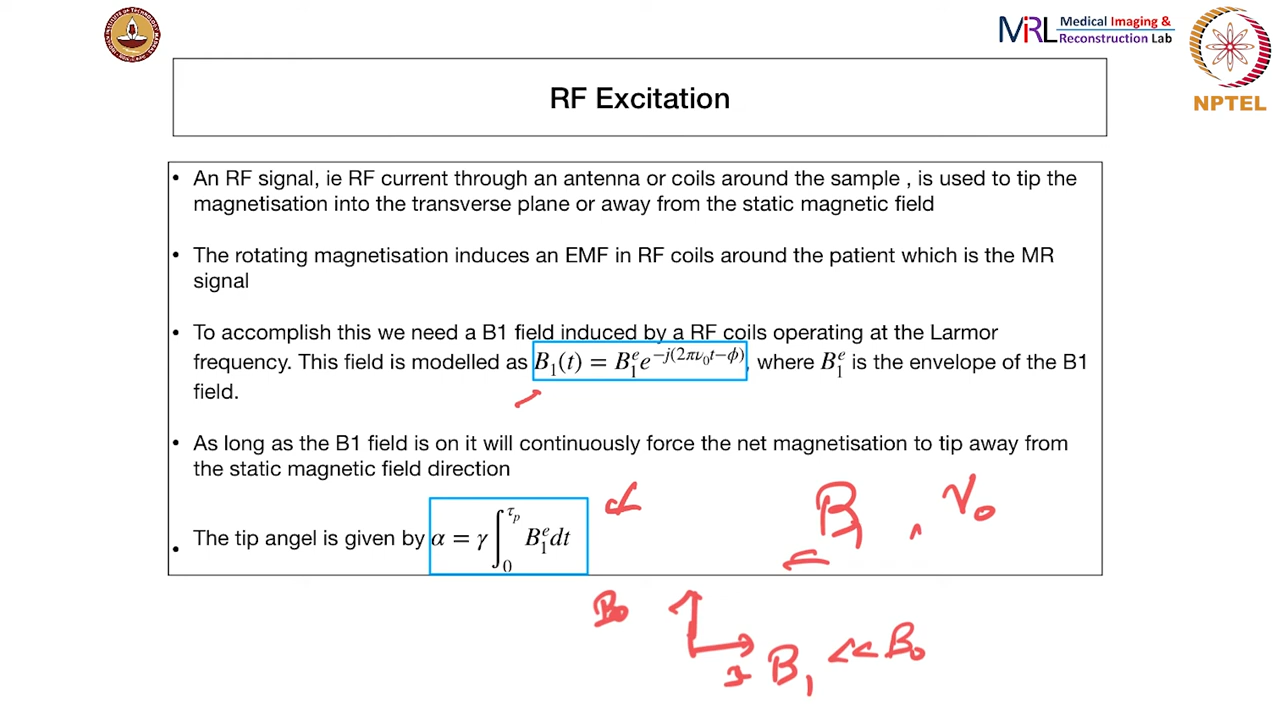 MIRL Medical Imaging &
Reconstruction Lab
NPTEL
RF Excitation
• An RF signal, ie RF current through an antenna or coils around the sample , is used to tip the
magnetisation into the transverse plane or away from the static magnetic field
• The rotating magnetisation induces an EMF in RF coils around the patient which is the MR
signal
• To accomplish this we need a B1 field induced by a RF coils operating at the Larmor
frequency. This field is modelled as B₁(t) = B₁ᵉe^{−j(2πν₀t−ϕ)}, where B₁ᵉ is the envelope of the B1
field.
• As long as the B1 field is on it will continuously force the net magnetisation to tip away from
the static magnetic field direction
• The tip angel is given by α = γ ∫₀^{τₚ} B₁ᵉdt
α
B₁ , ν₀
B₀
B₁ << B₀